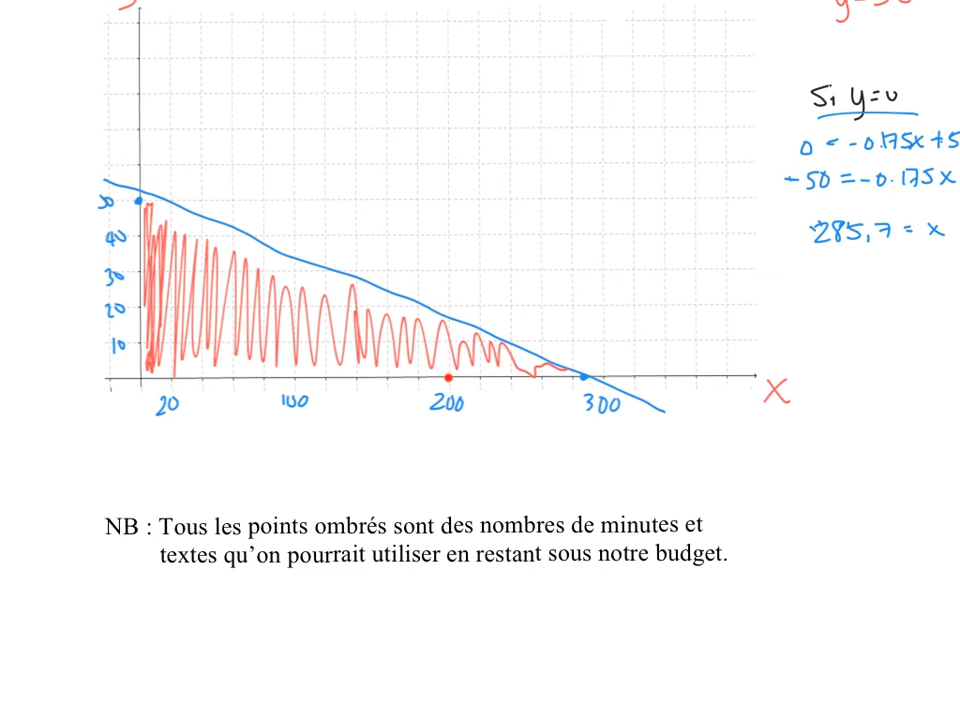 Si y=0
0 = -0.175x+5
-50 = -0.175x
285,7 = x
50
40
30
20
10
20 100 200 300 X
NB : Tous les points ombrés sont des nombres de minutes et
textes qu'on pourrait utiliser en restant sous notre budget.